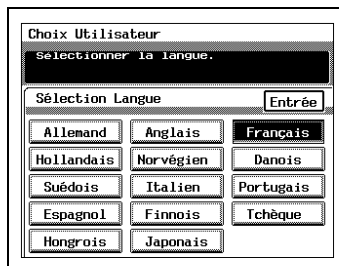 Choix Utilisateur
Sélectionner la langue.
Sélection Langue
Entrée
Allemand Anglais Français
Hollandais Norvégien Danois
Suédois Italien Portugais
Espagnol Finnois Tchèque
Hongrois Japonais